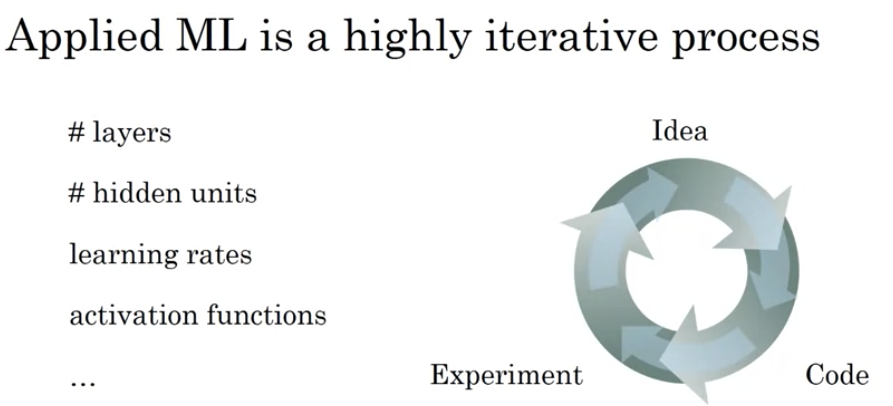 Applied ML is a highly iterative process
# layers
# hidden units
learning rates
activation functions
...
Idea
Experiment
Code